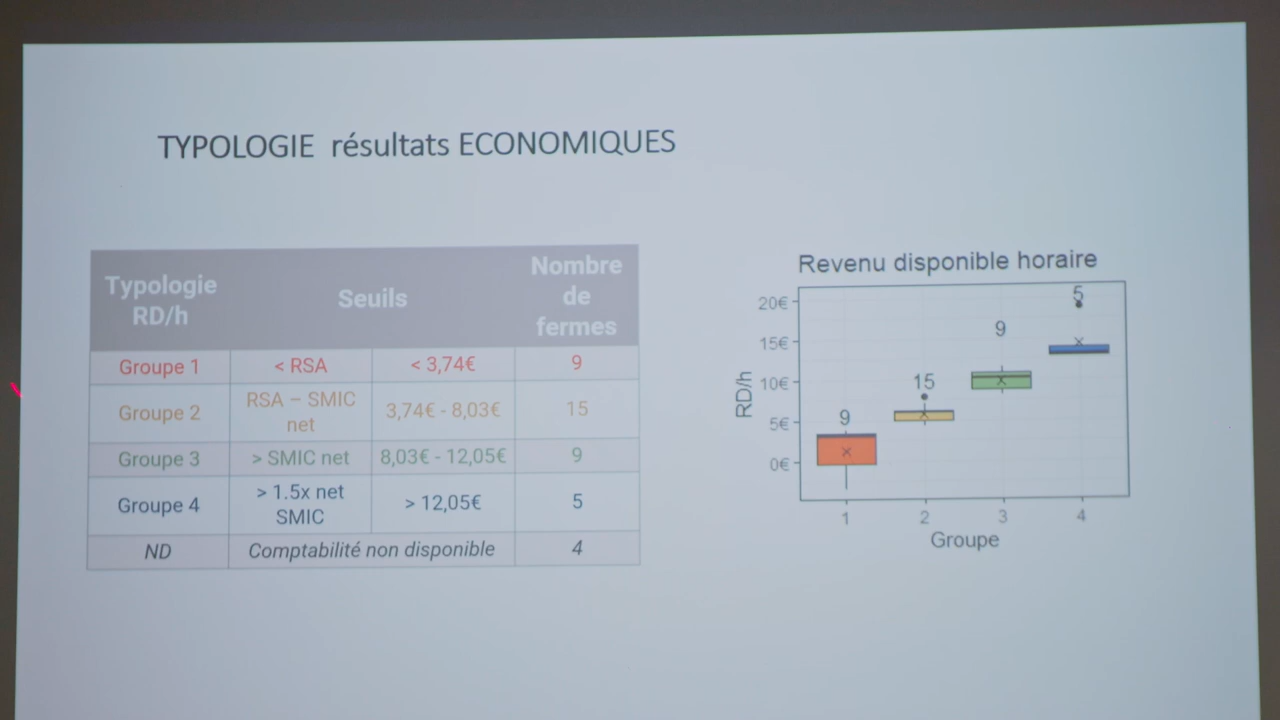 TYPOLOGIE résultats ECONOMIQUES
Typologie
RD/h
Seuils
Nombre
de
fermes
Groupe 1
< RSA
< 3,74€
9
Groupe 2
RSA – SMIC
net
3,74€ - 8,03€
15
Groupe 3
> SMIC net
8,03€ - 12,05€
9
Groupe 4
> 1.5x net
SMIC
> 12,05€
5
ND
Comptabilité non disponible
4
Revenu disponible horaire
20€
15€
10€
5€
0€
RD/h
9
15
9
5
1
2
3
4
Groupe